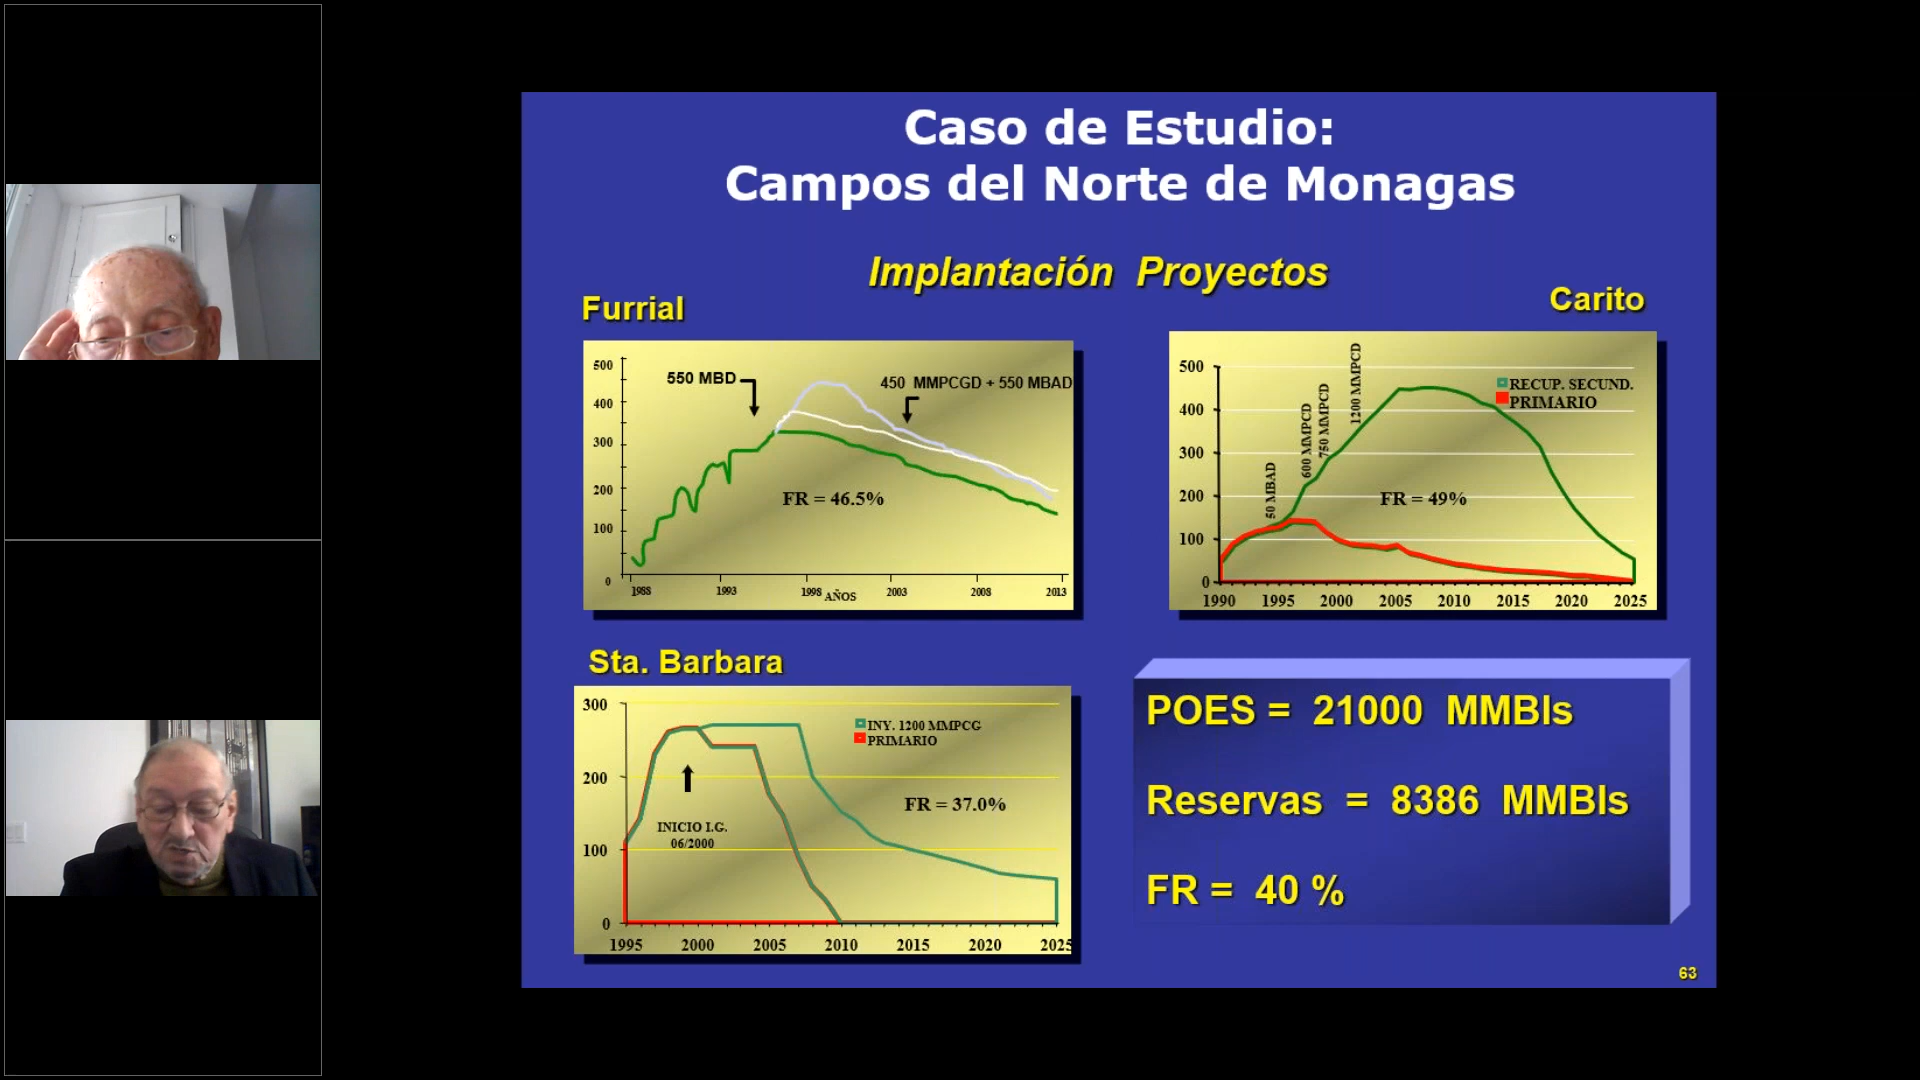 Caso de Estudio:
Campos del Norte de Monagas
Implantación Proyectos
Furrial
500
400
300
200
100
0
550 MBD
450 MMPCGD + 550 MBAD
FR = 46.5%
1988 1993 1998 2003 2008 2013
AÑOS
Carito
500
400
300
200
100
0
50 MBAD
600 MMPCD
750 MMPCD
1200 MMPCD
RECUP. SECUND.
PRIMARIO
FR = 49%
1990 1995 2000 2005 2010 2015 2020 2025
Sta. Barbara
300
200
100
0
INY. 1200 MMPCG
PRIMARIO
FR = 37.0%
INICIO I.G.
06/2000
1995 2000 2005 2010 2015 2020 2025
POES = 21000 MMBls
Reservas = 8386 MMBls
FR = 40 %
63